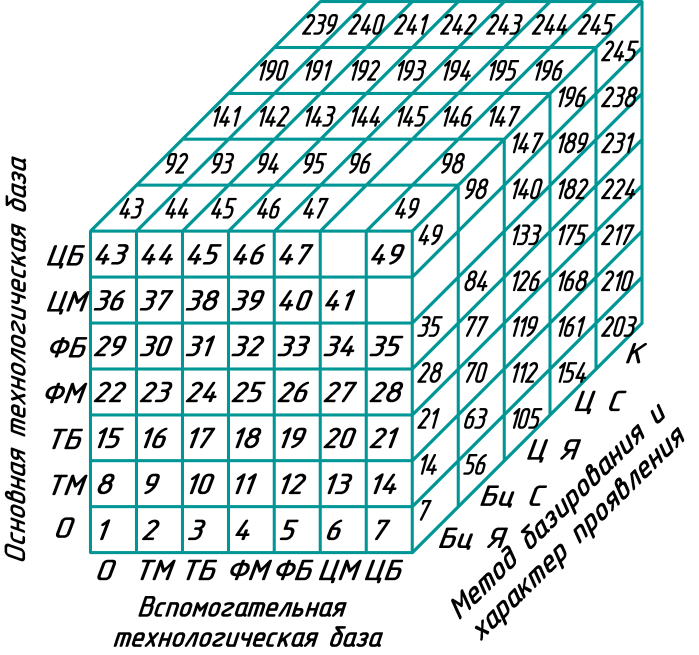 239 240 241 242 243 244 245
190 191 192 193 194 195 196
141 142 143 144 145 146 147
92 93 94 95 96 98
43 44 45 46 47 49
245
196 238
147 189 231
98 140 182 224
49 133 175 217
84 126 168 210
35 77 119 161 203
28 70 112 154
21 63 105
14 56
7
Основная технологическая база
ЦБ 43 44 45 46 47 49
ЦМ 36 37 38 39 40 41
ФБ 29 30 31 32 33 34 35
ФМ 22 23 24 25 26 27 28
ТБ 15 16 17 18 19 20 21
ТМ 8 9 10 11 12 13 14
О 1 2 3 4 5 6 7
О ТМ ТБ ФМ ФБ ЦМ ЦБ
Вспомогательная
технологическая база
Бц Я
Бц С
Ц Я
Ц С
К
Метод базирования и
характер проявления